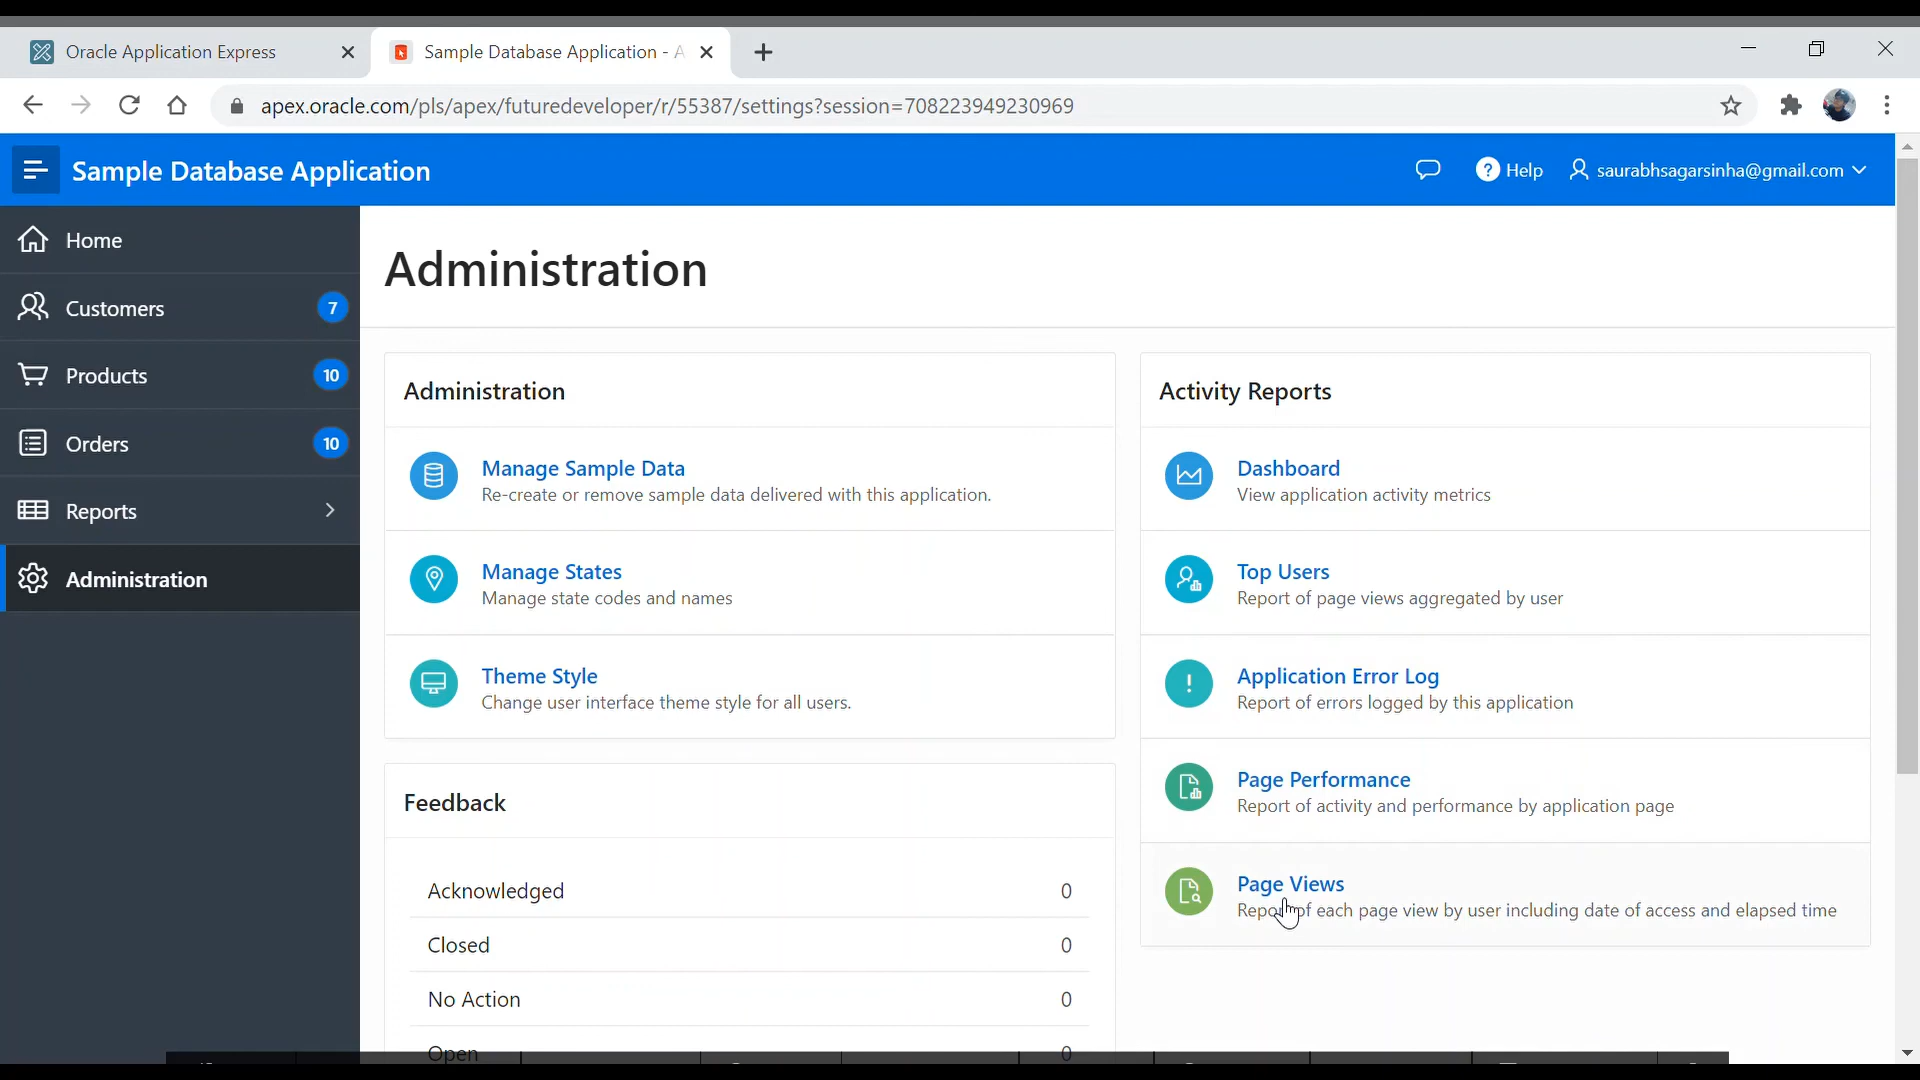 Oracle Application Express
Sample Database Application - A
apex.oracle.com/pls/apex/futuredeveloper/r/55387/settings?session=708223949230969
Sample Database Application
? Help
saurabhsagarsinha@gmail.com
Home
Customers 7
Products 10
Orders 10
Reports
Administration
Administration
Administration
Manage Sample Data
Re-create or remove sample data delivered with this application.
Manage States
Manage state codes and names
Theme Style
Change user interface theme style for all users.
Feedback
Acknowledged 0
Closed 0
No Action 0
Open 0
Activity Reports
Dashboard
View application activity metrics
Top Users
Report of page views aggregated by user
Application Error Log
Report of errors logged by this application
Page Performance
Report of activity and performance by application page
Page Views
Report of each page view by user including date of access and elapsed time